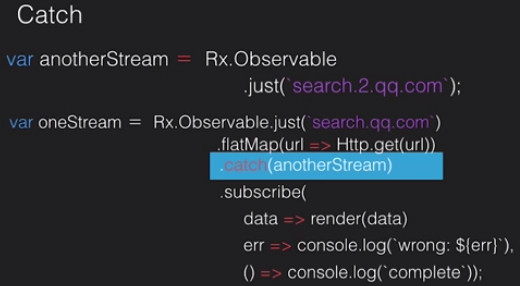 Catch
var anotherStream = Rx.Observable
.just(`search.2.qq.com`);
var oneStream = Rx.Observable.just(`search.qq.com`)
.flatMap(url => Http.get(url))
.catch(anotherStream)
.subscribe(
data => render(data)
err => console.log(`wrong: ${err}`),
() => console.log(`complete`));